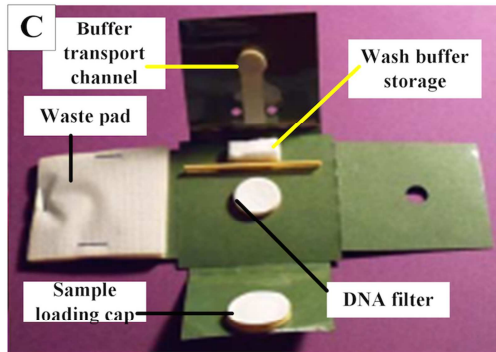 C
Buffer
transport
channel
Wash buffer
storage
Waste pad
Sample
loading cap
DNA filter